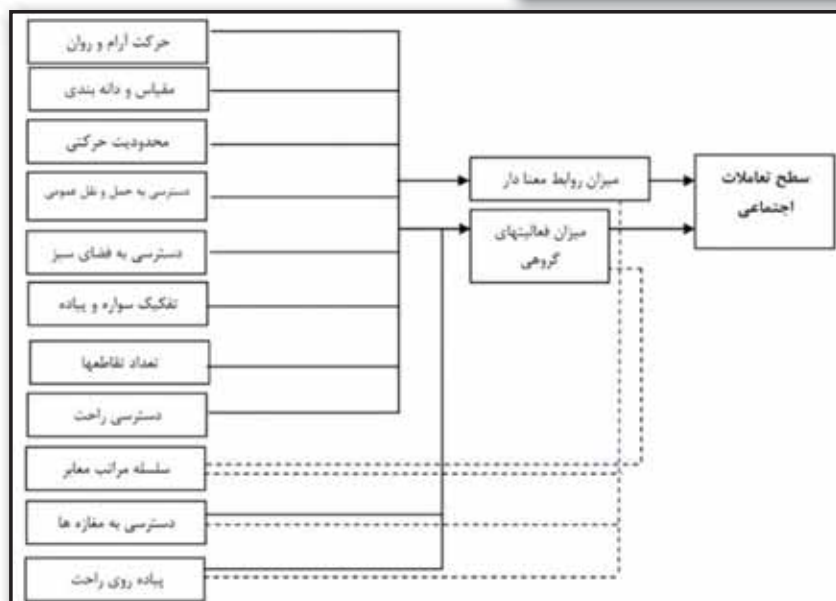 حرکت آرام و روان
مقیاس و دانه بندی
محدودیت حرکتی
دسترسی به حمل و نقل عمومی
دسترسی به فضای سبز
تفکیک سواره و پیاده
تعداد تقاطعها
دسترسی راحت
سلسله مراتب معابر
دسترسی به مغازه ها
پیاده روی راحت
میزان روابط معنا دار
میزان فعالیتهای
گروهی
سطح تعاملات
اجتماعی